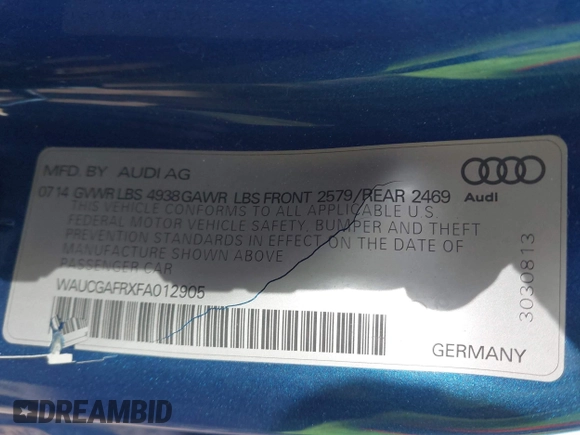 MFD. BY AUDI AG
07 14 GVWR LBS 4938 GAWR LBS FRONT 2579/REAR 2469
THIS VEHICLE CONFORMS TO ALL APPLICABLE U.S.
FEDERAL MOTOR VEHICLE SAFETY, BUMPER AND THEFT
PREVENTION STANDARDS IN EFFECT ON THE DATE OF
MANUFACTURE SHOWN ABOVE
PASSENGER CAR
WAUCGAFRXFA012905
Audi
3030813
GERMANY
DREAMBID